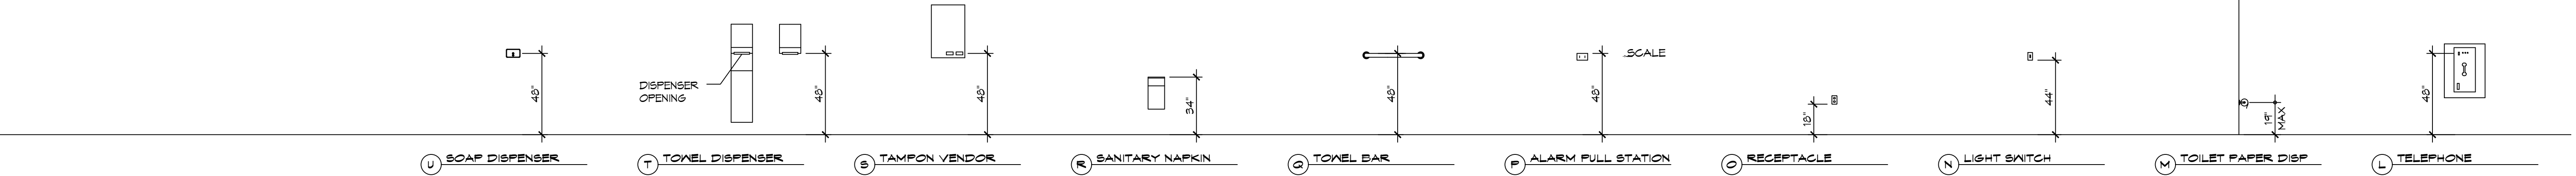 48"
DISPENSER
OPENING
48"
48"
34"
48"
48"
SCALE
18"
44"
19"
MAX
48"
U SOAP DISPENSER
T TOWEL DISPENSER
S TAMPON VENDOR
R SANITARY NAPKIN
Q TOWEL BAR
P ALARM PULL STATION
O RECEPTACLE
N LIGHT SWITCH
M TOILET PAPER DISP
L TELEPHONE